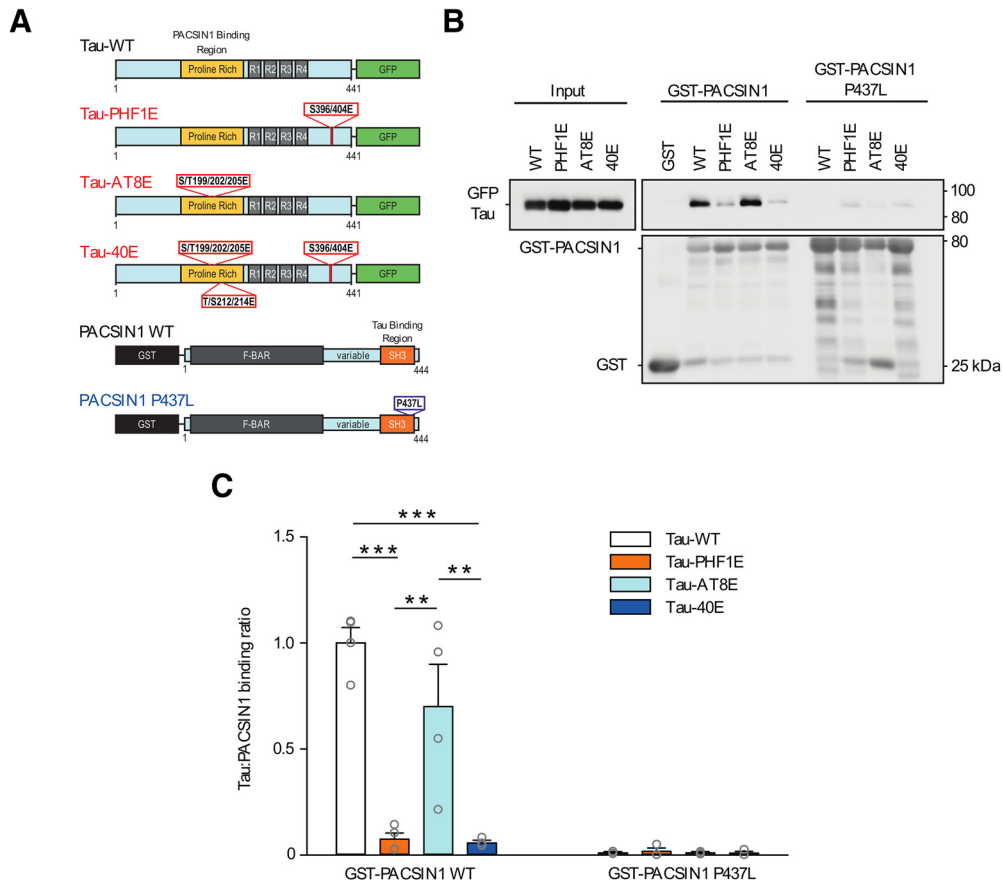 A
PACSIN1 Binding
Region
Tau-WT
Proline Rich
R1 R2 R3 R4
GFP
1
441
Tau-PHF1E
S396/404E
Proline Rich
R1 R2 R3 R4
GFP
1
441
Tau-AT8E
S/T199/202/205E
Proline Rich
R1 R2 R3 R4
GFP
1
441
Tau-40E
S/T199/202/205E
S396/404E
Proline Rich
R1 R2 R3 R4
GFP
1
441
T/S212/214E
PACSIN1 WT
Tau Binding
Region
GST
F-BAR
variable
SH3
1
444
PACSIN1 P437L
P437L
GST
F-BAR
variable
SH3
1
444
B
Input
GST-PACSIN1
GST-PACSIN1
P437L
WT
PHF1E
AT8E
40E
GST
WT
PHF1E
AT8E
40E
WT
PHF1E
AT8E
40E
GFP
Tau
100
80
GST-PACSIN1
80
GST
25 kDa
C
Tau:PACSIN1 binding ratio
1.5
1.0
0.5
0
***
***
**
**
Tau-WT
Tau-PHF1E
Tau-AT8E
Tau-40E
GST-PACSIN1 WT
GST-PACSIN1 P437L